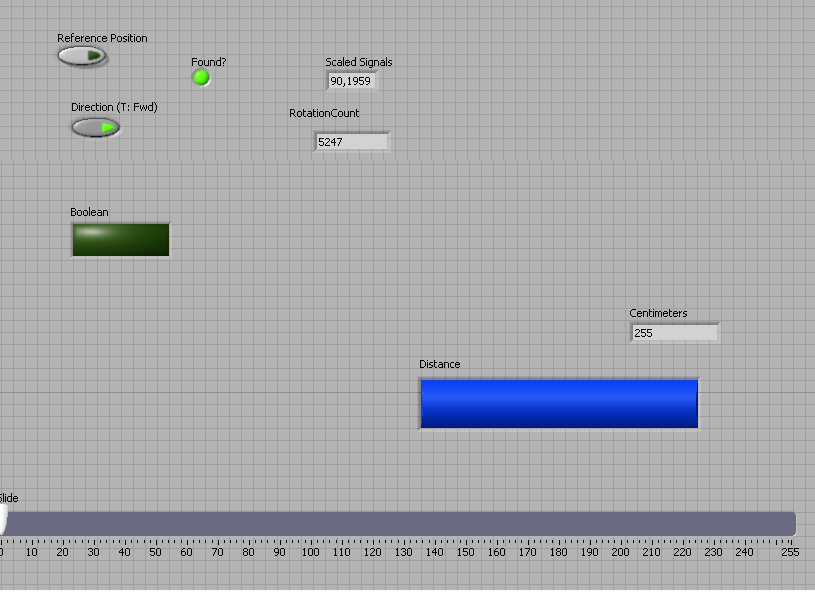 Reference Position
Found?
Scaled Signals
90,1959
Direction (T: Fwd)
RotationCount
5247
Boolean
Centimeters
255
Distance
Slide
0 10 20 30 40 50 60 70 80 90 100 110 120 130 140 150 160 170 180 190 200 210 220 230 240 255